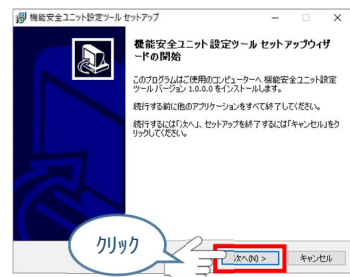 機能安全ユニット設定ツール セットアップ
機能安全ユニット設定ツール セットアップウィザ
ードの開始
このプログラムはご使用のコンピューターへ 機能安全ユニット設定
ツール バージョン 1.0.0.0 をインストールします。
続行する前に他のアプリケーションをすべて終了してください。
続行するには「次へ」、セットアップを終了するには「キャンセル」をク
リックしてください。
クリック
次へ(N) >
キャンセル